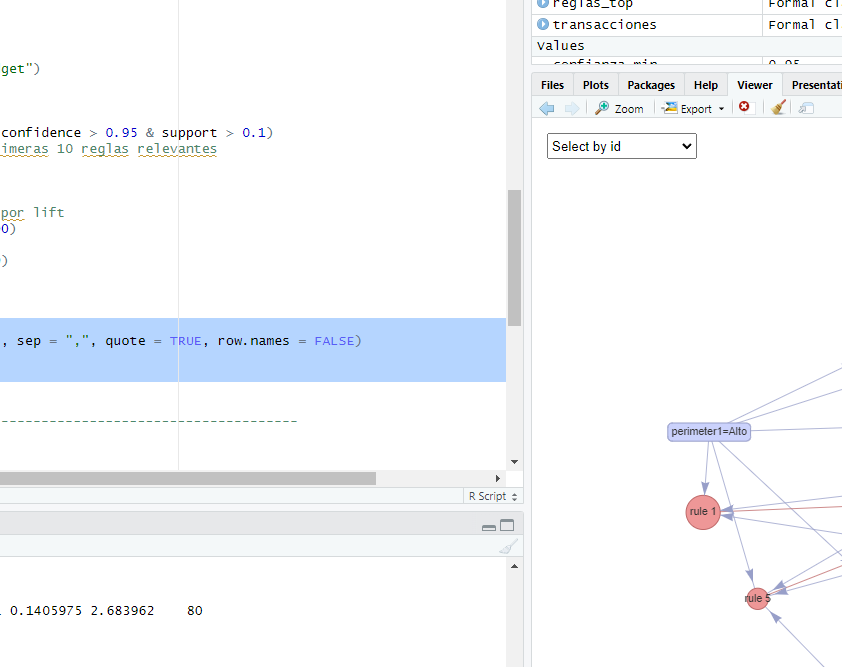 get")
confidence > 0.95 & support > 0.1)
imeras 10 reglas relevantes
por lift
0)
)
, sep = ",", quote = TRUE, row.names = FALSE)
------------------------------------
R Script
0.1405975 2.683962 80
reglas_top Formal cl
transacciones Formal cl
Values
confianza_min 0.95
Files Plots Packages Help Viewer Presentati
Zoom Export
Select by id
perimeter1=Alto
rule 1
rule 5